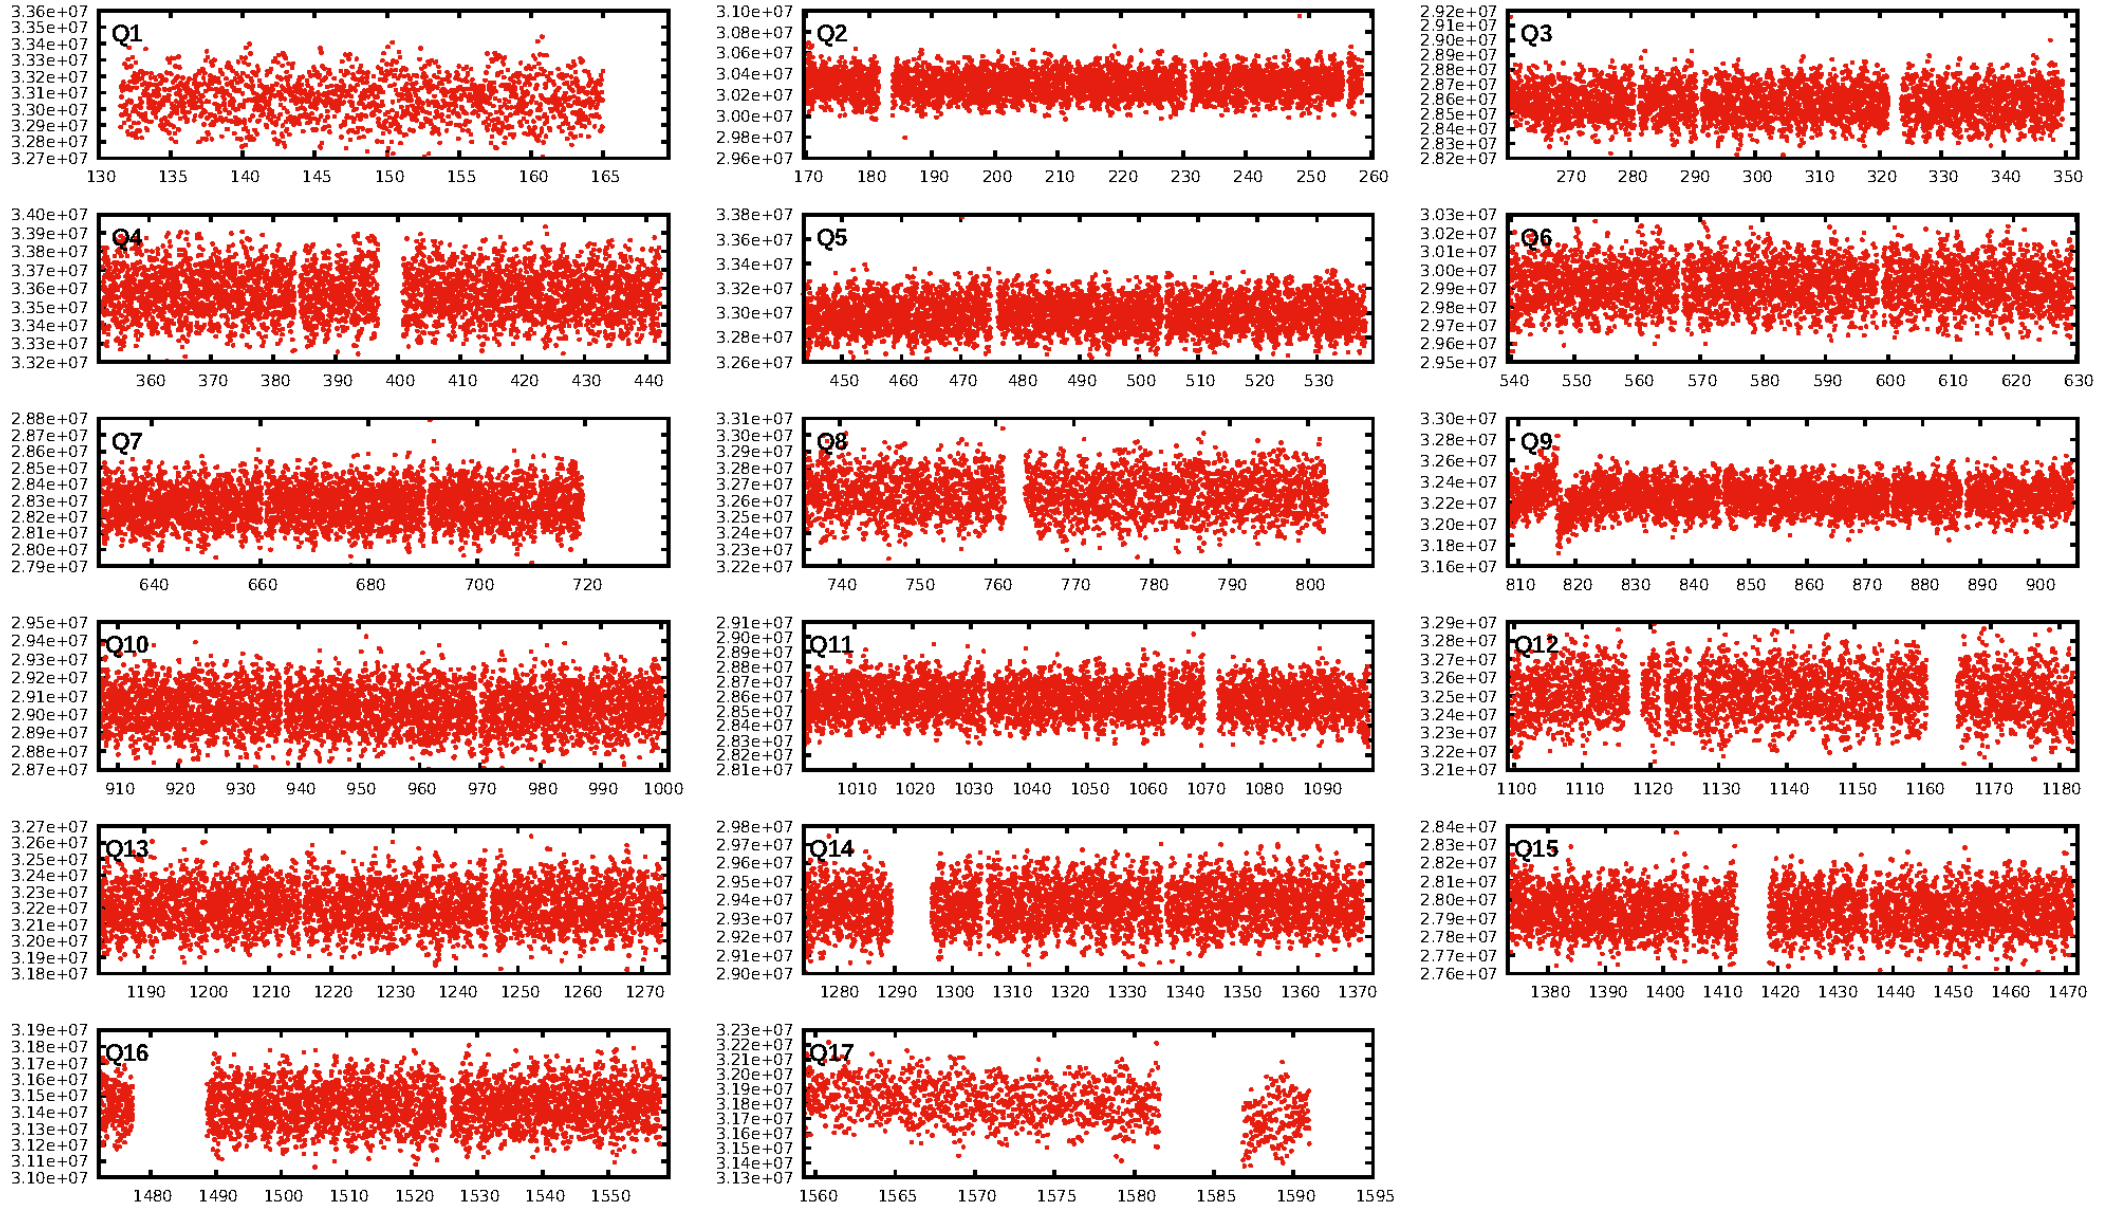 3.36e+07
3.35e+07
3.34e+07
3.33e+07
3.32e+07
3.31e+07
3.30e+07
3.29e+07
3.28e+07
3.27e+07
Q1
130 135 140 145 150 155 160 165
3.10e+07
3.08e+07
3.06e+07
3.04e+07
3.02e+07
3.00e+07
2.98e+07
2.96e+07
Q2
170 180 190 200 210 220 230 240 250 260
2.92e+07
2.91e+07
2.90e+07
2.89e+07
2.88e+07
2.87e+07
2.86e+07
2.85e+07
2.84e+07
2.83e+07
2.82e+07
Q3
270 280 290 300 310 320 330 340 350
3.40e+07
3.39e+07
3.38e+07
3.37e+07
3.36e+07
3.35e+07
3.34e+07
3.33e+07
3.32e+07
Q4
360 370 380 390 400 410 420 430 440
3.38e+07
3.36e+07
3.34e+07
3.32e+07
3.30e+07
3.28e+07
3.26e+07
Q5
450 460 470 480 490 500 510 520 530
3.03e+07
3.02e+07
3.01e+07
3.00e+07
2.99e+07
2.98e+07
2.97e+07
2.96e+07
2.95e+07
Q6
540 550 560 570 580 590 600 610 620 630
2.88e+07
2.87e+07
2.86e+07
2.85e+07
2.84e+07
2.83e+07
2.82e+07
2.81e+07
2.80e+07
2.79e+07
Q7
640 660 680 700 720
3.31e+07
3.30e+07
3.29e+07
3.28e+07
3.27e+07
3.26e+07
3.25e+07
3.24e+07
3.23e+07
3.22e+07
Q8
740 750 760 770 780 790 800
3.30e+07
3.28e+07
3.26e+07
3.24e+07
3.22e+07
3.20e+07
3.18e+07
3.16e+07
Q9
810 820 830 840 850 860 870 880 890 900
2.95e+07
2.94e+07
2.93e+07
2.92e+07
2.91e+07
2.90e+07
2.89e+07
2.88e+07
2.87e+07
Q10
910 920 930 940 950 960 970 980 990 1000
2.91e+07
2.90e+07
2.89e+07
2.88e+07
2.87e+07
2.86e+07
2.85e+07
2.84e+07
2.83e+07
2.82e+07
2.81e+07
Q11
1010 1020 1030 1040 1050 1060 1070 1080 1090
3.29e+07
3.28e+07
3.27e+07
3.26e+07
3.25e+07
3.24e+07
3.23e+07
3.22e+07
3.21e+07
Q12
1100 1110 1120 1130 1140 1150 1160 1170 1180
3.27e+07
3.26e+07
3.25e+07
3.24e+07
3.23e+07
3.22e+07
3.21e+07
3.20e+07
3.19e+07
3.18e+07
Q13
1190 1200 1210 1220 1230 1240 1250 1260 1270
2.98e+07
2.97e+07
2.96e+07
2.95e+07
2.94e+07
2.93e+07
2.92e+07
2.91e+07
2.90e+07
Q14
1280 1290 1300 1310 1320 1330 1340 1350 1360 1370
2.84e+07
2.83e+07
2.82e+07
2.81e+07
2.80e+07
2.79e+07
2.78e+07
2.77e+07
2.76e+07
Q15
1380 1390 1400 1410 1420 1430 1440 1450 1460 1470
3.19e+07
3.18e+07
3.17e+07
3.16e+07
3.15e+07
3.14e+07
3.13e+07
3.12e+07
3.11e+07
3.10e+07
Q16
1480 1490 1500 1510 1520 1530 1540 1550
3.23e+07
3.22e+07
3.21e+07
3.20e+07
3.19e+07
3.18e+07
3.17e+07
3.16e+07
3.15e+07
3.14e+07
3.13e+07
Q17
1560 1565 1570 1575 1580 1585 1590 1595